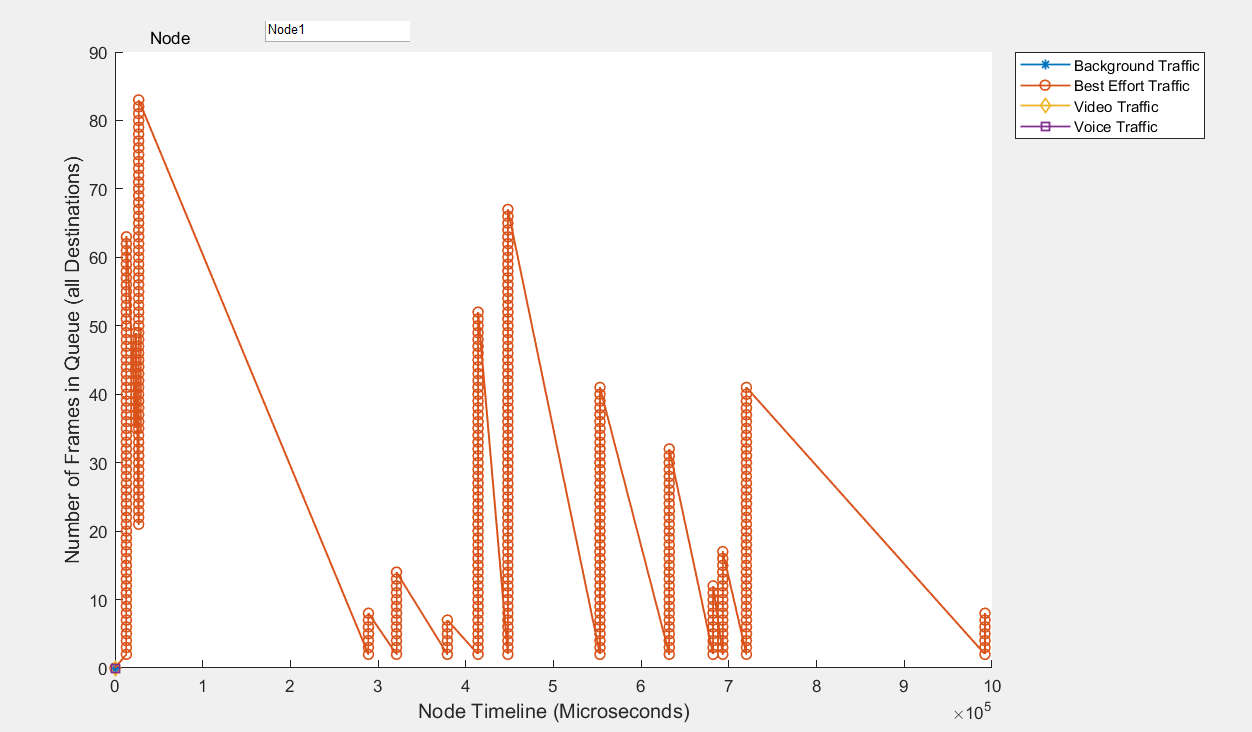 Node
Node1
Background Traffic
Best Effort Traffic
Video Traffic
Voice Traffic
Number of Frames in Queue (all Destinations)
90
80
70
60
50
40
30
20
10
0
0 1 2 3 4 5 6 7 8 9 10
×10^5
Node Timeline (Microseconds)